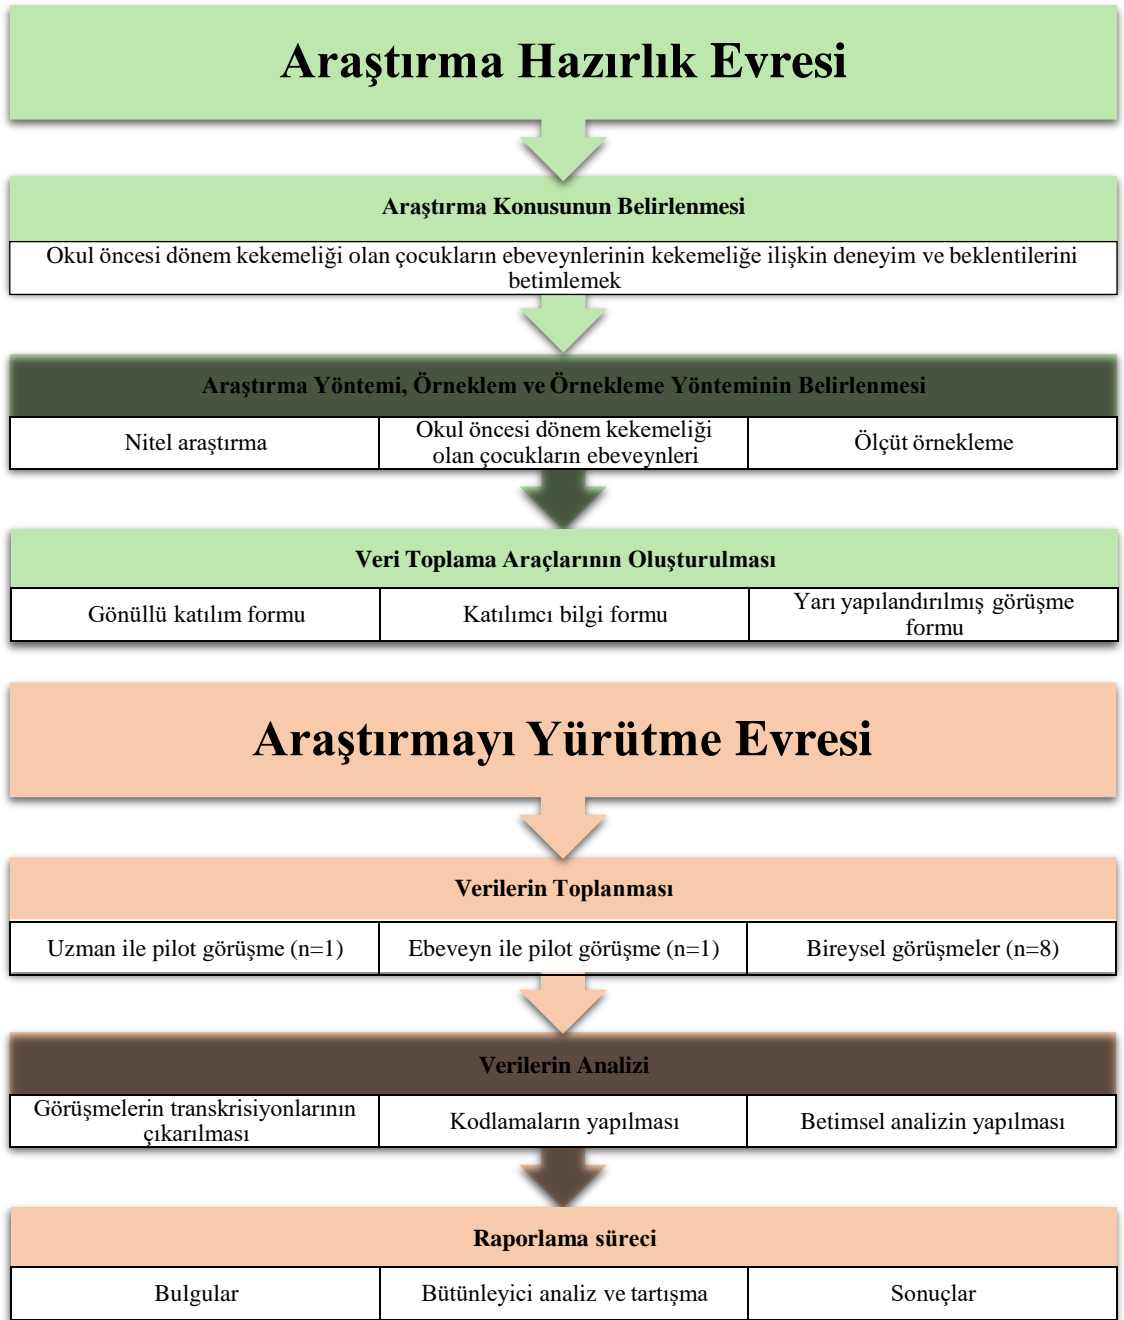 Araştırma Hazırlık Evresi
Araştırma Konusunun Belirlenmesi
Okul öncesi dönem kekemeliği olan çocukların ebeveynlerinin kekemeliğe ilişkin deneyim ve beklentilerini
betimlemek
Araştırma Yöntemi, Örneklem ve Örnekleme Yönteminin Belirlenmesi
Nitel araştırma
Okul öncesi dönem kekemeliği
olan çocukların ebeveynleri
Ölçüt örnekleme
Veri Toplama Araçlarının Oluşturulması
Gönüllü katılım formu
Katılımcı bilgi formu
Yarı yapılandırılmış görüşme
formu
Araştırmayı Yürütme Evresi
Verilerin Toplanması
Uzman ile pilot görüşme (n=1)
Ebeveyn ile pilot görüşme (n=1)
Bireysel görüşmeler (n=8)
Verilerin Analizi
Görüşmelerin transkrisiyonlarının
çıkarılması
Kodlamaların yapılması
Betimsel analizin yapılması
Raporlama süreci
Bulgular
Bütünleyici analiz ve tartışma
Sonuçlar